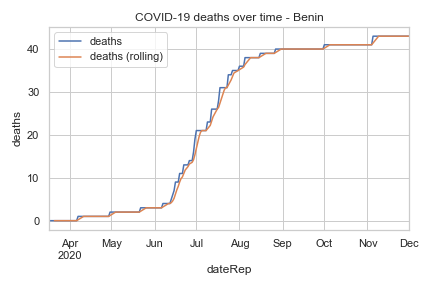 COVID-19 deaths over time - Benin
deaths
deaths (rolling)
40
30
20
10
0
deaths
Apr May Jun Jul Aug Sep Oct Nov Dec
2020
dateRep